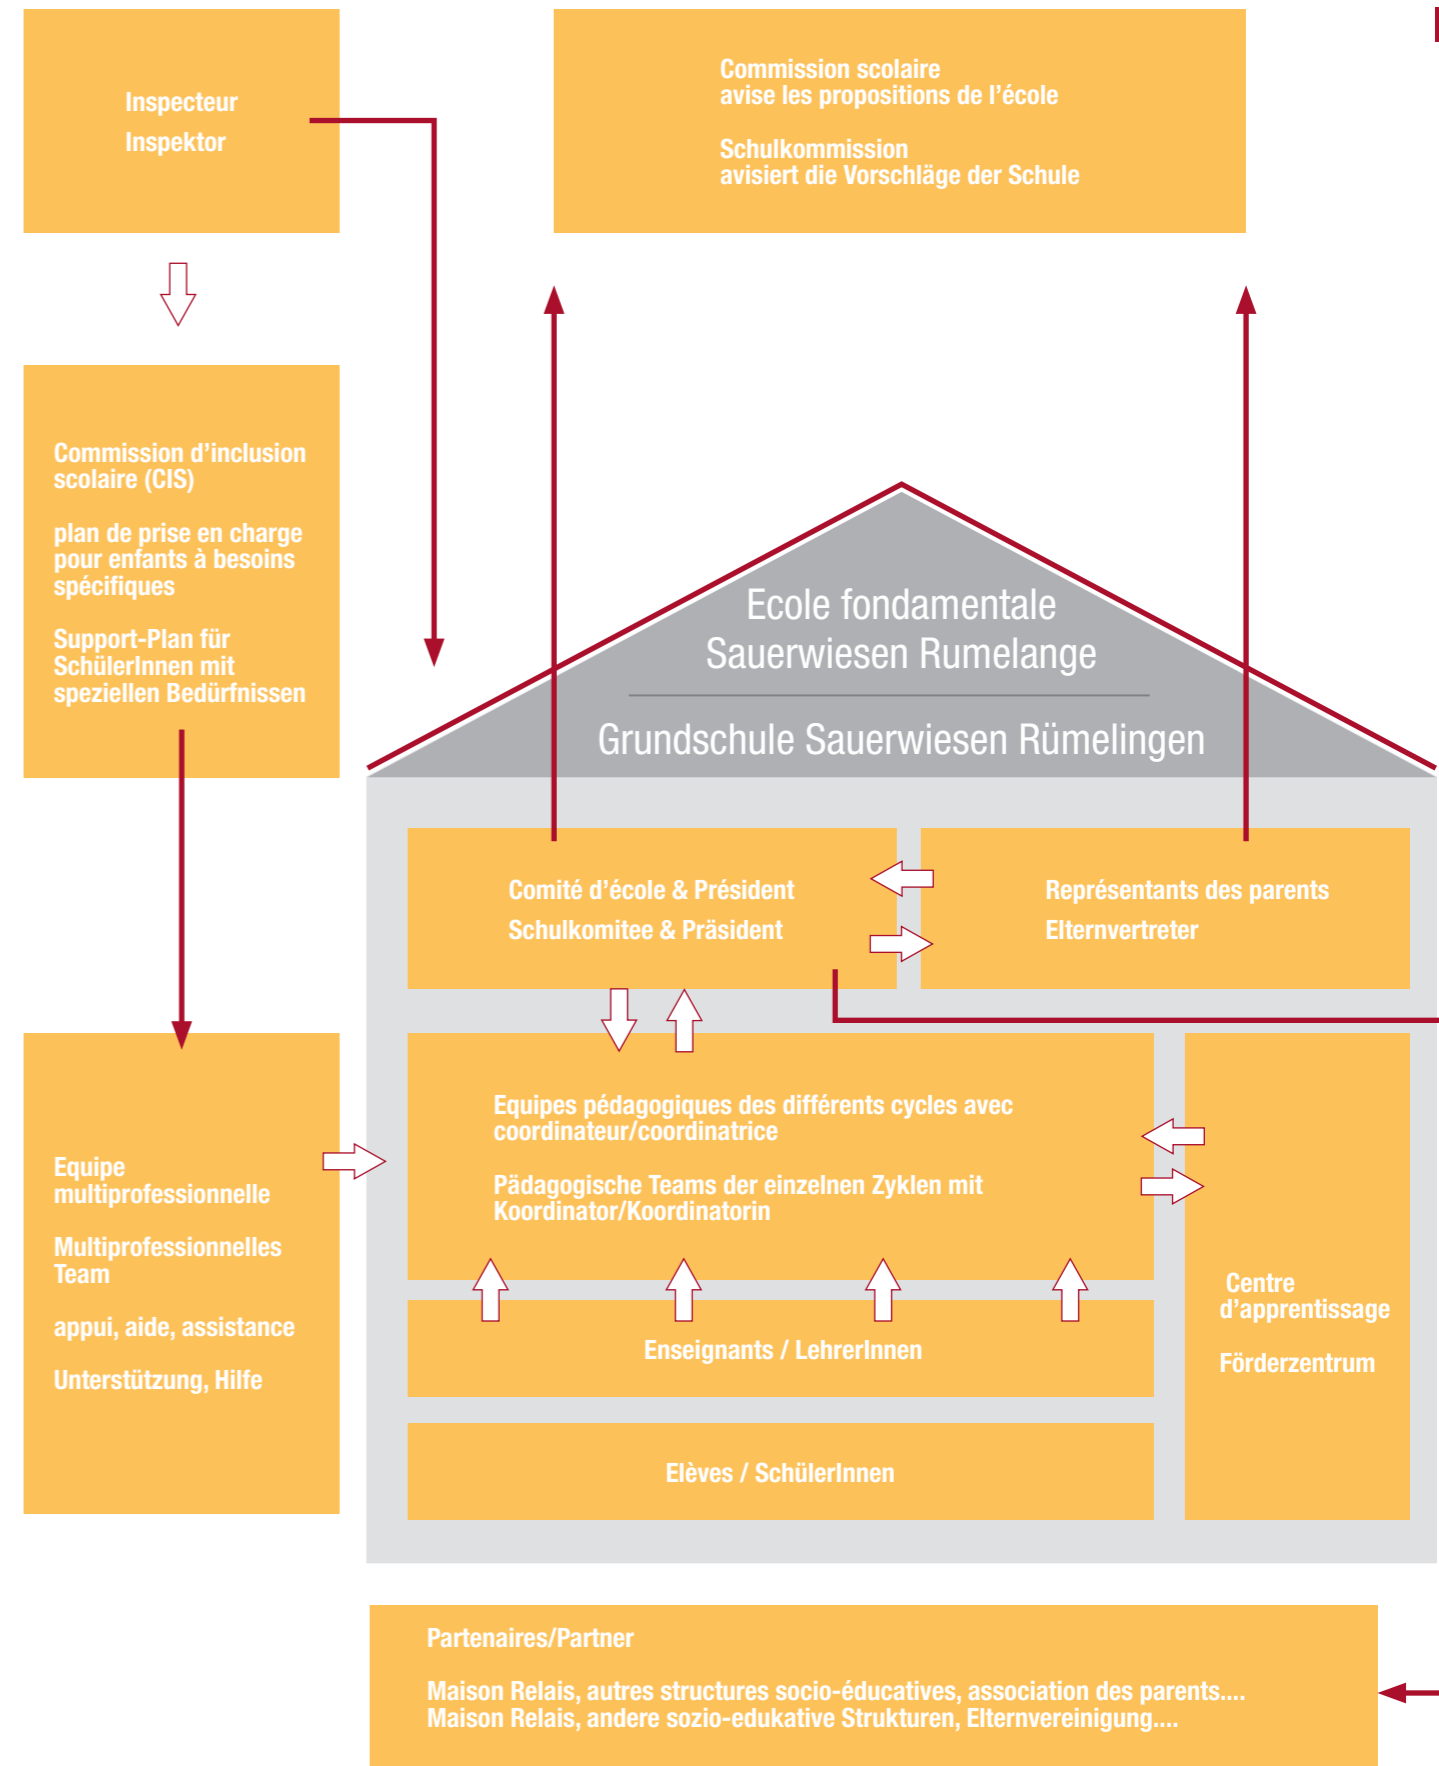 Inspecteur
Inspektor
Commission scolaire
avise les propositions de l'école
Schulkommission
avisiert die Vorschläge der Schule
Commission d'inclusion
scolaire (CIS)
plan de prise en charge
pour enfants à besoins
spécifiques
Support-Plan für
SchülerInnen mit
speziellen Bedürfnissen
Ecole fondamentale
Sauerwiesen Rumelange
Grundschule Sauerwiesen Rümelingen
Comité d'école & Président
Schulkomitee & Präsident
Représentants des parents
Elternvertreter
Equipe
multiprofessionnelle
Multiprofessionnelles
Team
appui, aide, assistance
Unterstützung, Hilfe
Equipes pédagogiques des différents cycles avec
coordinateur/coordinatrice
Pädagogische Teams der einzelnen Zyklen mit
Koordinator/Koordinatorin
Centre
d'apprentissage
Förderzentrum
Enseignants / LehrerInnen
Elèves / SchülerInnen
Partenaires/Partner
Maison Relais, autres structures socio-éducatives, association des parents....
Maison Relais, andere sozio-edukative Strukturen, Elternvereinigung....